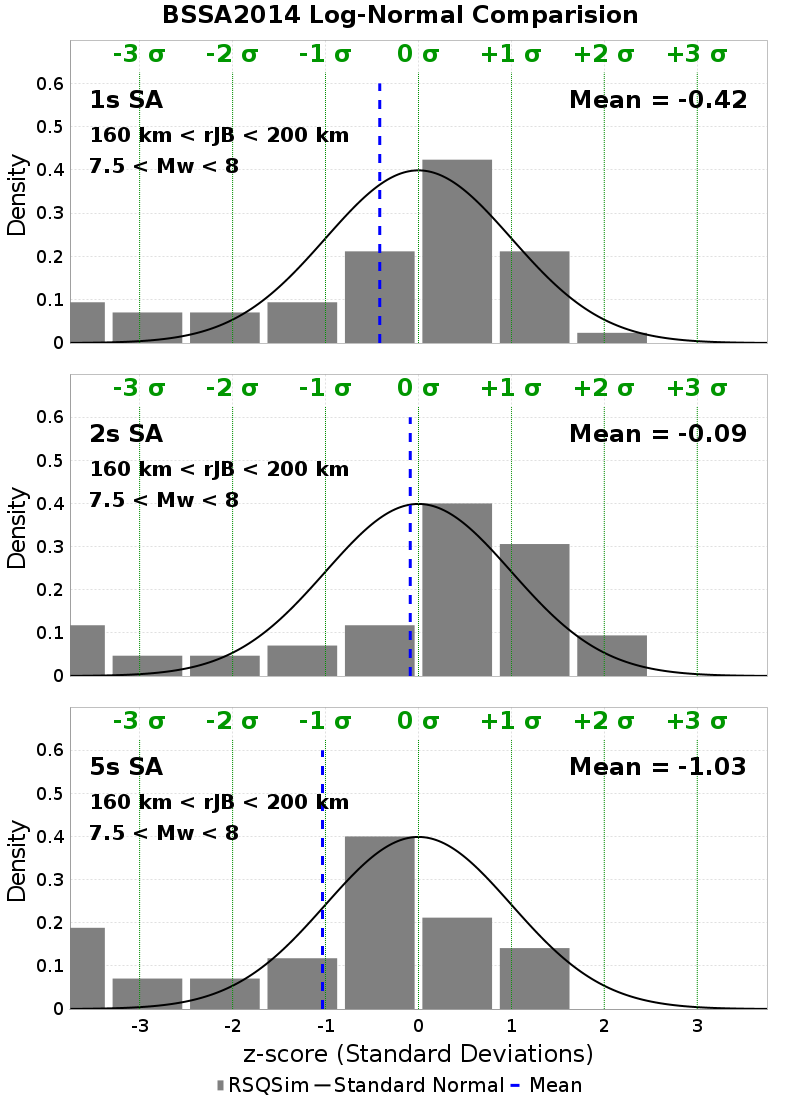 BSSA2014 Log-Normal Comparision
-3 σ -2 σ -1 σ 0 σ +1 σ +2 σ +3 σ
1s SA Mean = -0.42
160 km < rJB < 200 km
7.5 < Mw < 8
Density
0.6
0.5
0.4
0.3
0.2
0.1
0
-3 σ -2 σ -1 σ 0 σ +1 σ +2 σ +3 σ
2s SA Mean = -0.09
160 km < rJB < 200 km
7.5 < Mw < 8
Density
0.6
0.5
0.4
0.3
0.2
0.1
0
-3 σ -2 σ -1 σ 0 σ +1 σ +2 σ +3 σ
5s SA Mean = -1.03
160 km < rJB < 200 km
7.5 < Mw < 8
Density
0.6
0.5
0.4
0.3
0.2
0.1
0
-3 -2 -1 0 1 2 3
z-score (Standard Deviations)
RSQSim Standard Normal Mean